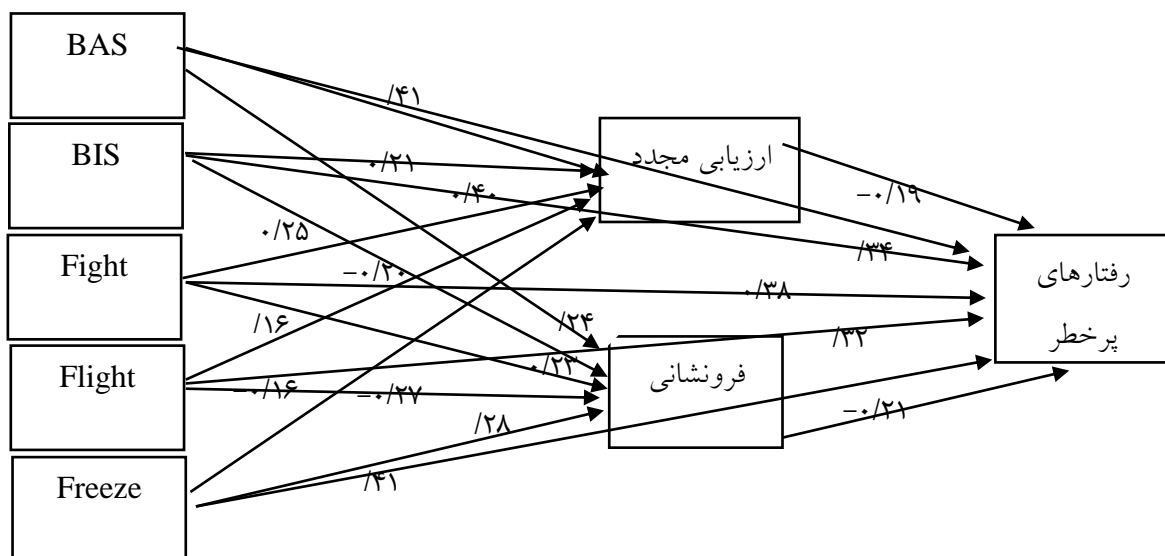 BAS
/۴۱
BIS
۰/۲۱
ارزیابی مجدد
۰/۴۰
−۰/۱۹
Fight
۰/۲۵
−۰/۲۰
/۳۴
رفتارهای
پرخطر
۰/۳۸
/۱۶
/۲۴
/۳۲
Flight
−۰/۱۶
−۰/۲۷
۰/۲۳
فرونشانی
−۰/۲۱
/۲۸
Freeze
/۴۱